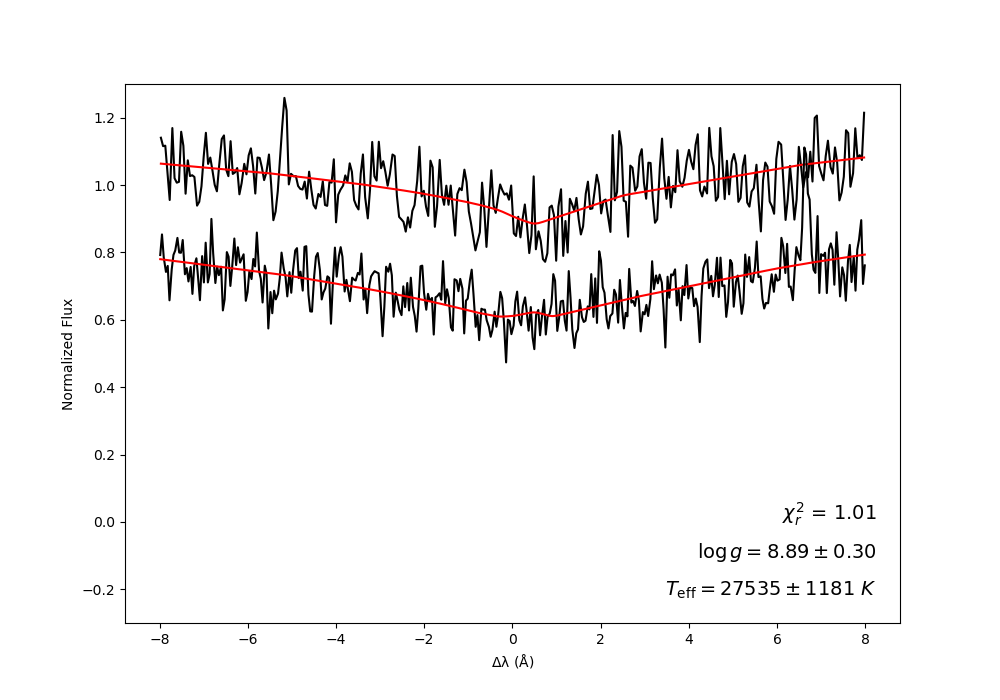 1.2
1.0
0.8
0.6
0.4
0.2
0.0
−0.2
Normalized Flux
χ²ᵣ = 1.01
log g = 8.89 ± 0.30
T_eff = 27535 ± 1181 K
−8 −6 −4 −2 0 2 4 6 8
Δλ (Å)